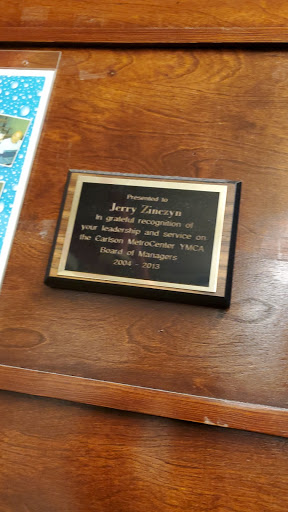 Presented to
Jerry Zinczyn
In grateful recognition of
your leadership and service on
the Carlson MetroCenter YMCA
Board of Managers
2004 - 2013